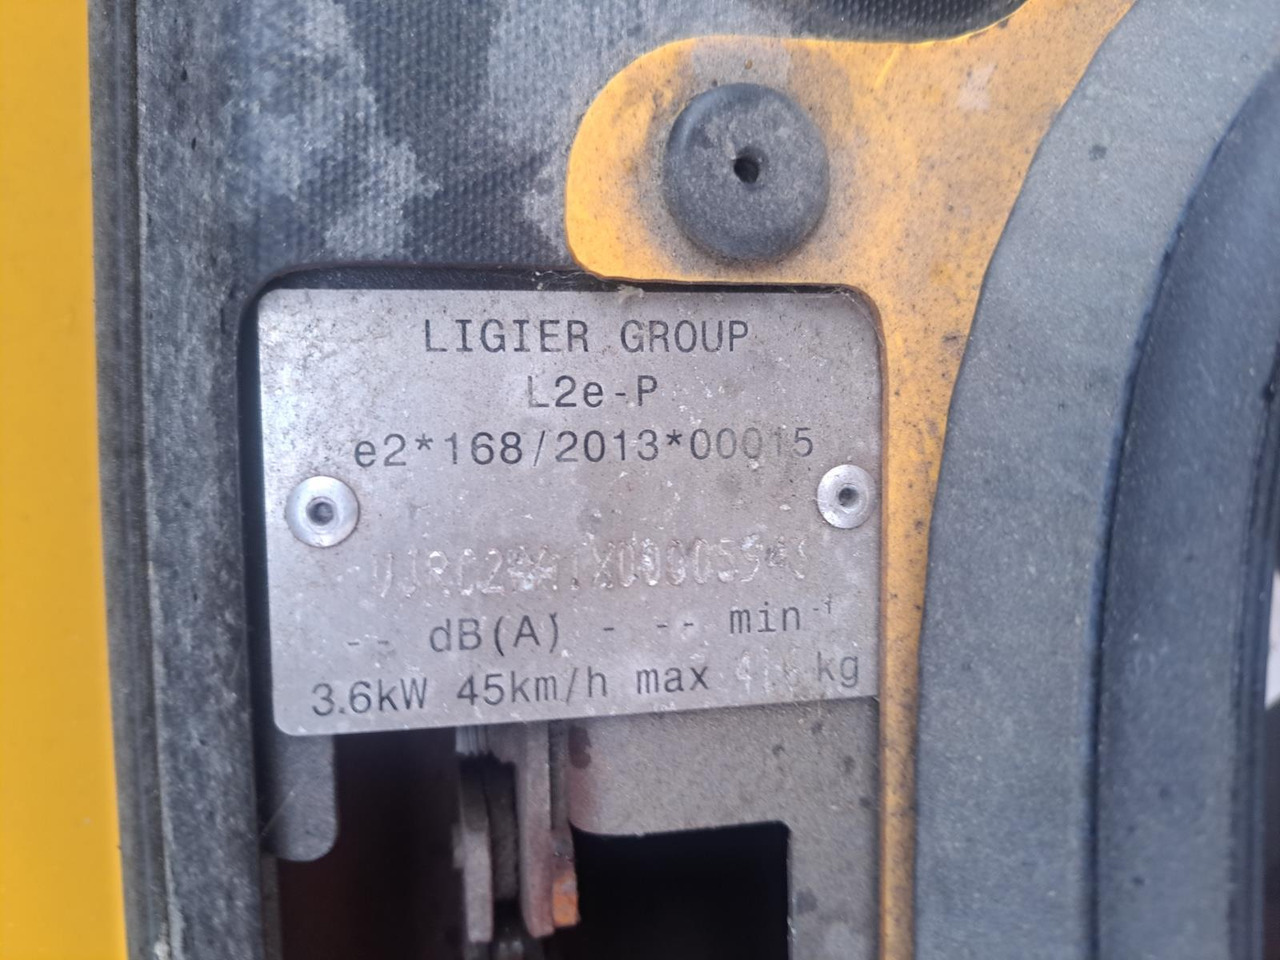 LIGIER GROUP
L2e-P
e2*168/2013*00015
-- dB(A) - -- min-1
3.6kW 45km/h max kg